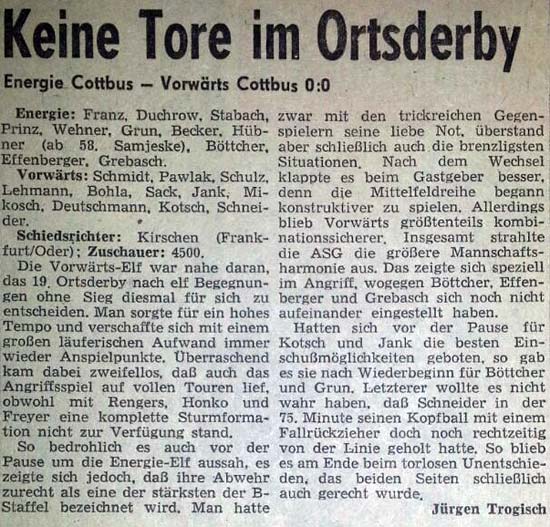 Keine Tore im Ortsderby
Energie Cottbus — Vorwärts Cottbus 0:0
Energie: Franz, Duchrow, Stabach,
Prinz, Wehner, Grun, Becker, Hüb-
ner (ab 58. Samjeske), Böttcher,
Effenberger, Grebasch.
Vorwärts: Schmidt, Pawlak, Schulz,
Lehmann, Bohla, Sack, Jank, Mi-
kosch, Deutschmann, Kotsch, Schnei-
der.
Schiedsrichter: Kirschen (Frank-
furt/Oder); Zuschauer: 4500.
Die Vorwärts-Elf war nahe daran,
das 19. Ortsderby nach elf Begegnun-
gen ohne Sieg diesmal für sich zu
entscheiden. Man sorgte für ein hohes
Tempo und verschaffte sich mit einem
großen läuferischen Aufwand immer
wieder Anspielpunkte. Überraschend
kam dabei zweifellos, daß auch das
Angriffsspiel auf vollen Touren lief,
obwohl mit Rengers, Honko und
Freyer eine komplette Sturmforma-
tion nicht zur Verfügung stand.
So bedrohlich es auch vor der
Pause um die Energie-Elf aussah, es
zeigte sich jedoch, daß ihre Abwehr
zurecht als eine der stärksten der B-
Staffel bezeichnet wird. Man hatte
zwar mit den trickreichen Gegen-
spielern seine liebe Not, überstand
aber schließlich auch die brenzligsten
Situationen. Nach dem Wechsel
klappte es beim Gastgeber besser,
denn die Mittelfeldreihe begann
konstruktiver zu spielen. Allerdings
blieb Vorwärts größtenteils kombi-
nationssicherer. Insgesamt strahlte
die ASG die größere Mannschafts-
harmonie aus. Das zeigte sich speziell
im Angriff, wogegen Böttcher, Effen-
berger und Grebasch sich noch nicht
aufeinander eingestellt haben.
Hatten sich vor der Pause für
Kotsch und Jank die besten Ein-
schußmöglichkeiten geboten, so gab
es sie nach Wiederbeginn für Böttcher
und Grun. Letzterer wollte es nicht
wahr haben, daß Schneider in der
75. Minute seinen Kopfball mit einem
Fallrückzieher doch noch rechtzeitig
von der Linie geholt hatte. So blieb
es am Ende beim torlosen Unentschie-
den, das beiden Seiten schließlich
auch gerecht wurde.
Jürgen Trogisch